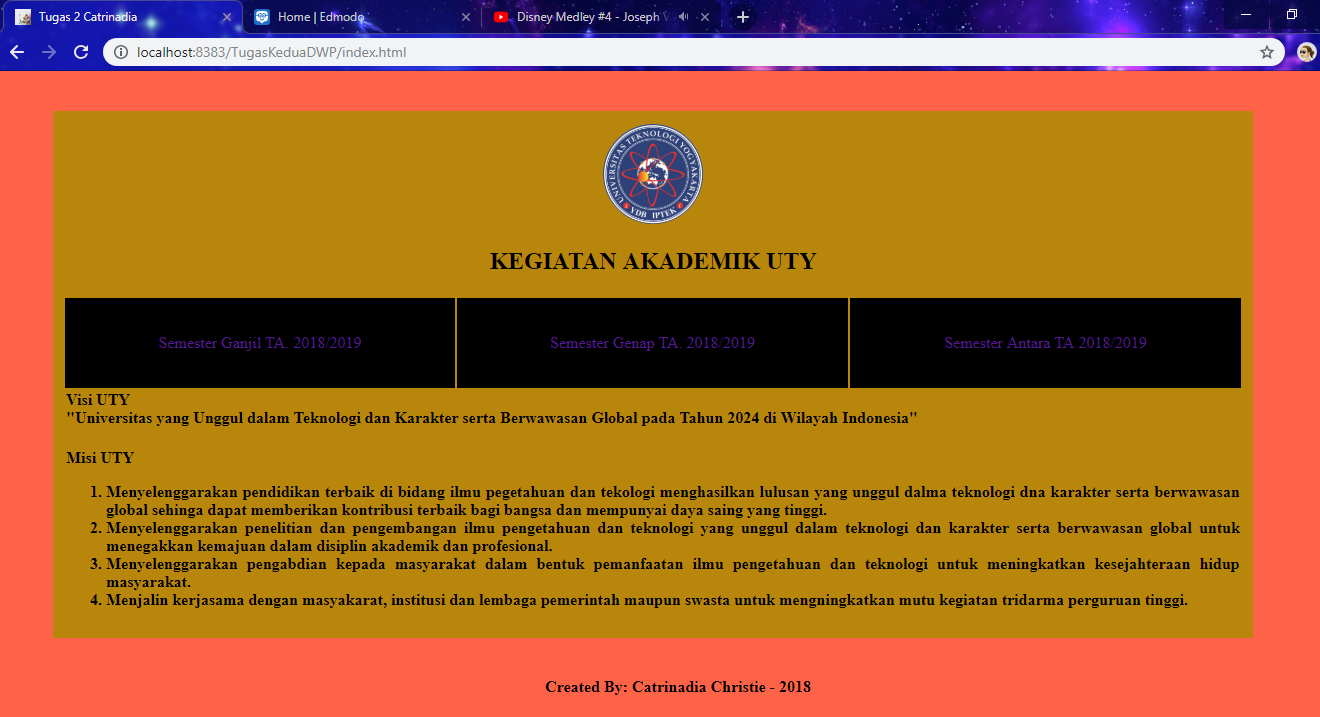 Tugas 2 Catrinadia
Home | Edmodo
Disney Medley #4 - Joseph
localhost:8383/TugasKeduaDWP/index.html
UNIVERSITAS TEKNOLOGI YOGYAKARTA
YDB IPTEK
KEGIATAN AKADEMIK UTY
Semester Ganjil TA. 2018/2019
Semester Genap TA. 2018/2019
Semester Antara TA 2018/2019
Visi UTY
"Universitas yang Unggul dalam Teknologi dan Karakter serta Berwawasan Global pada Tahun 2024 di Wilayah Indonesia"
Misi UTY
1. Menyelenggarakan pendidikan terbaik di bidang ilmu pegetahuan dan tekologi menghasilkan lulusan yang unggul dalma teknologi dna karakter serta berwawasan
global sehinga dapat memberikan kontribusi terbaik bagi bangsa dan mempunyai daya saing yang tinggi.
2. Menyelenggarakan penelitian dan pengembangan ilmu pengetahuan dan teknologi yang unggul dalam teknologi dan karakter serta berwawasan global untuk
menegakkan kemajuan dalam disiplin akademik dan profesional.
3. Menyelenggarakan pengabdian kepada masyarakat dalam bentuk pemanfaatan ilmu pengetahuan dan teknologi untuk meningkatkan kesejahteraan hidup
masyarakat.
4. Menjalin kerjasama dengan masyakarat, institusi dan lembaga pemerintah maupun swasta untuk mengningkatkan mutu kegiatan tridarma perguruan tinggi.
Created By: Catrinadia Christie - 2018